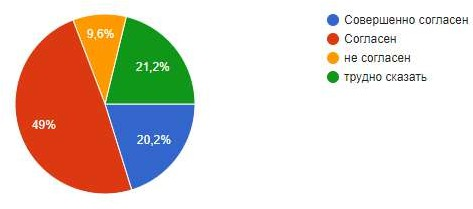 9,6%
21,2%
49%
20,2%
Совершенно согласен
Согласен
не согласен
трудно сказать